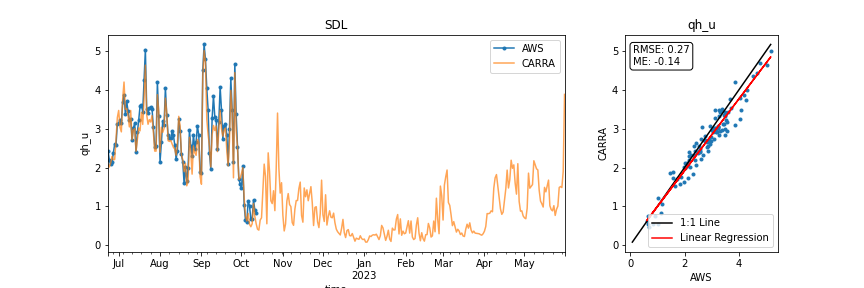 SDL
qh_u
5
4
3
2
1
0
AWS
CARRA
Jul
Aug
Sep
Oct
Nov
Dec
Jan
2023
Feb
Mar
Apr
May
time
qh_u
RMSE: 0.27
ME: -0.14
CARRA
5
4
3
2
1
0
1:1 Line
Linear Regression
0
2
4
AWS